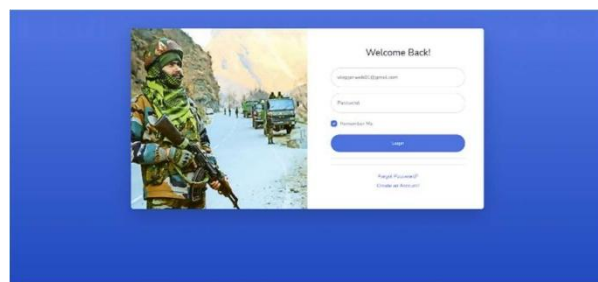 Welcome Back!
Password
Remember Me
Login
Forgot Password?
Create an Account!